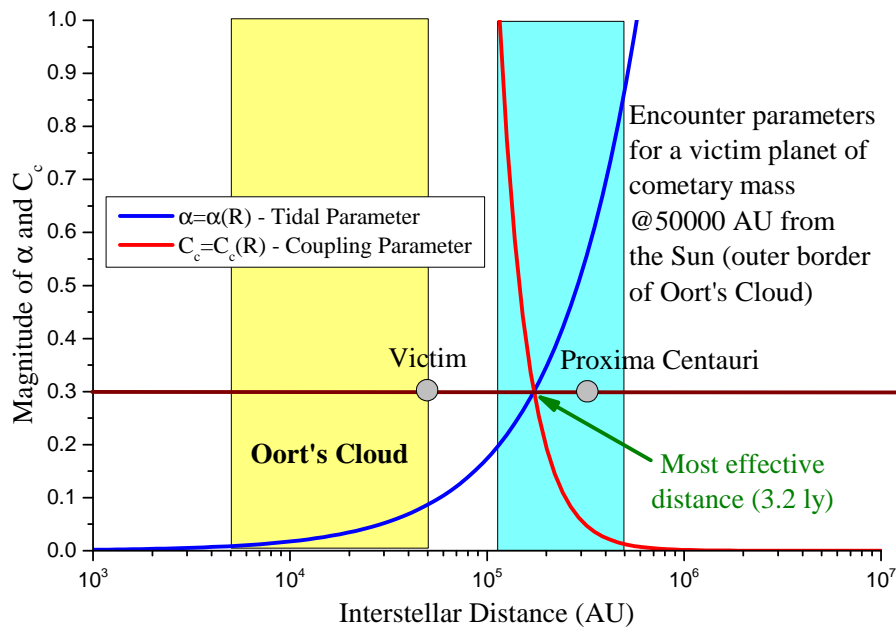 1.0
0.9
0.8
0.7
0.6
0.5
0.4
0.3
0.2
0.1
0.0
Magnitude of α and C_c
α=α(R) - Tidal Parameter
C_c=C_c(R) - Coupling Parameter
Encounter parameters
for a victim planet of
cometary mass
@50000 AU from
the Sun (outer border
of Oort's Cloud)
Victim
Proxima Centauri
Oort's Cloud
Most effective
distance (3.2 ly)
10^3
10^4
10^5
10^6
10^7
Interstellar Distance (AU)